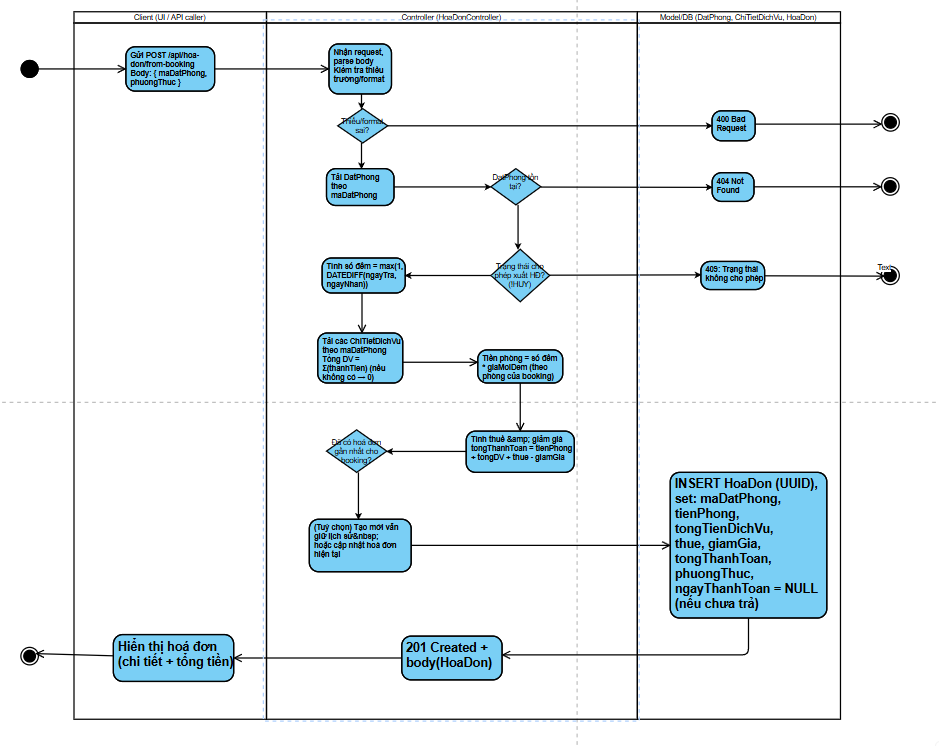 Client (UI / API caller)
Controller (HoaDonController)
Model/DB (DatPhong, ChiTietDichVu, HoaDon)
Gửi POST /api/hoa-
don/from-booking
Body: { maDatPhong,
phuongThuc }
Nhận request,
parse body
Kiểm tra thiếu
trường/format
Thiếu/format
sai?
400 Bad
Request
Tải DatPhong
theo
maDatPhong
DatPhong tồn
tại?
404 Not
Found
Tính số đêm = max(1,
DATEDIFF(ngayTra,
ngayNhan))
Trạng thái cho
phép xuất HĐ?
(!HUY)
409: Trạng thái
không cho phép
Text
Tải các ChiTietDichVu
theo maDatPhong
Tổng DV =
Σ(thanhTien) (nếu
không có → 0)
Tiền phòng = số đêm
* giaMoiDem (theo
phòng của booking)
Đã có hoá đơn
gần nhất cho
booking?
Tính thuế &amp; giảm giá
tongThanhToan = tienPhong
+ tongDV + thue - giamGia
(Tuỳ chọn) Tạo mới vẫn
giữ lịch sử&nbsp;
hoặc cập nhật hoá đơn
hiện tại
INSERT HoaDon (UUID),
set: maDatPhong,
tienPhong,
tongTienDichVu,
thue, giamGia,
tongThanhToan,
phuongThuc,
ngayThanhToan = NULL
(nếu chưa trả)
Hiển thị hoá đơn
(chi tiết + tổng tiền)
201 Created +
body(HoaDon)